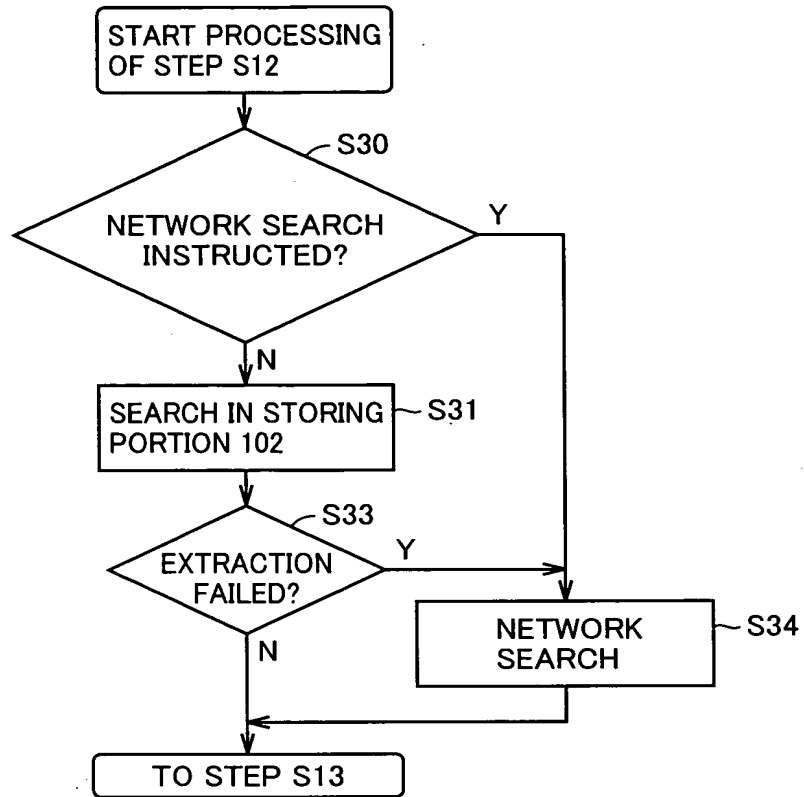 START PROCESSING
OF STEP S12
S30
NETWORK SEARCH
INSTRUCTED?
Y
N
SEARCH IN STORING
PORTION 102
S31
S33
EXTRACTION
FAILED?
Y
N
NETWORK
SEARCH
S34
TO STEP S13